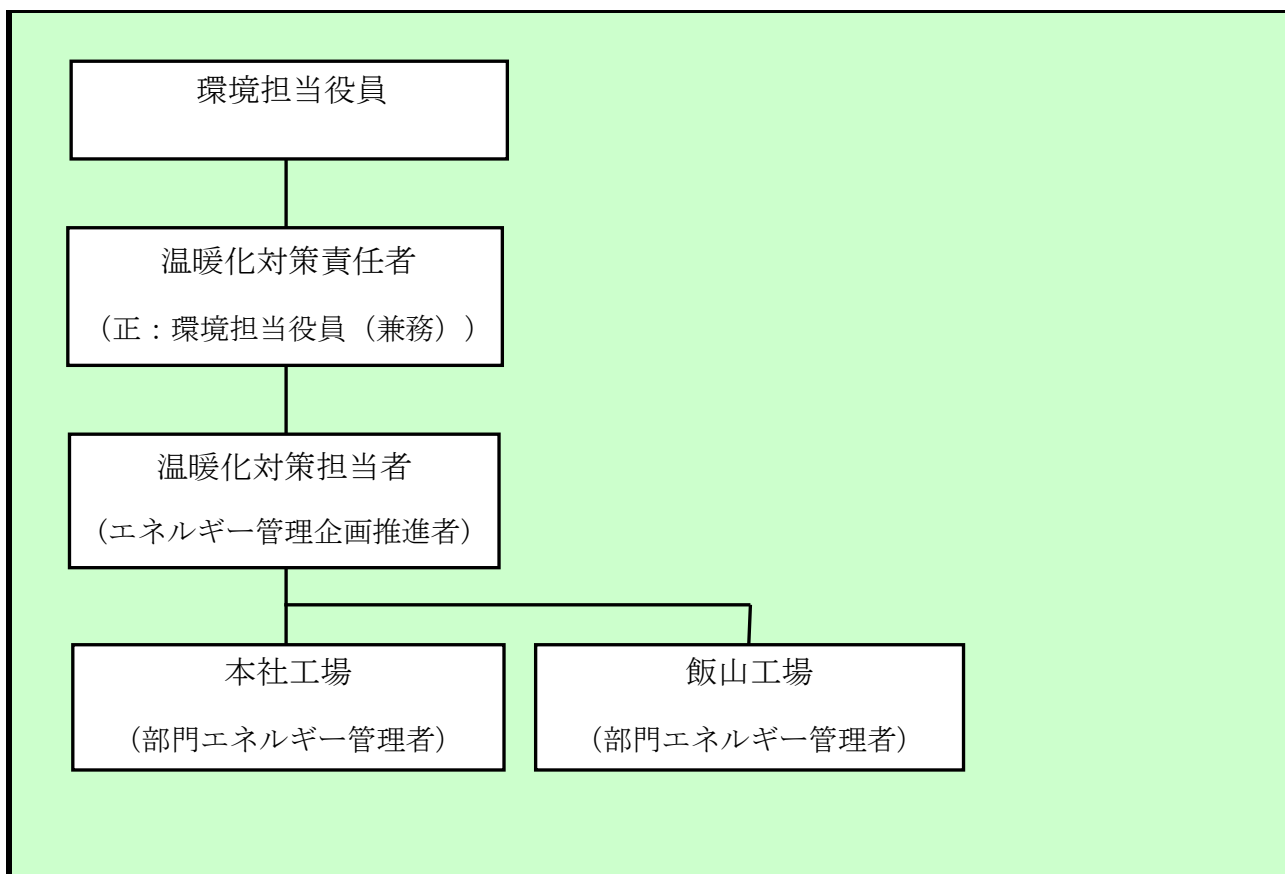 環境担当役員
温暖化対策責任者
（正：環境担当役員（兼務））
温暖化対策担当者
（エネルギー管理企画推進者）
本社工場
（部門エネルギー管理者）
飯山工場
（部門エネルギー管理者）